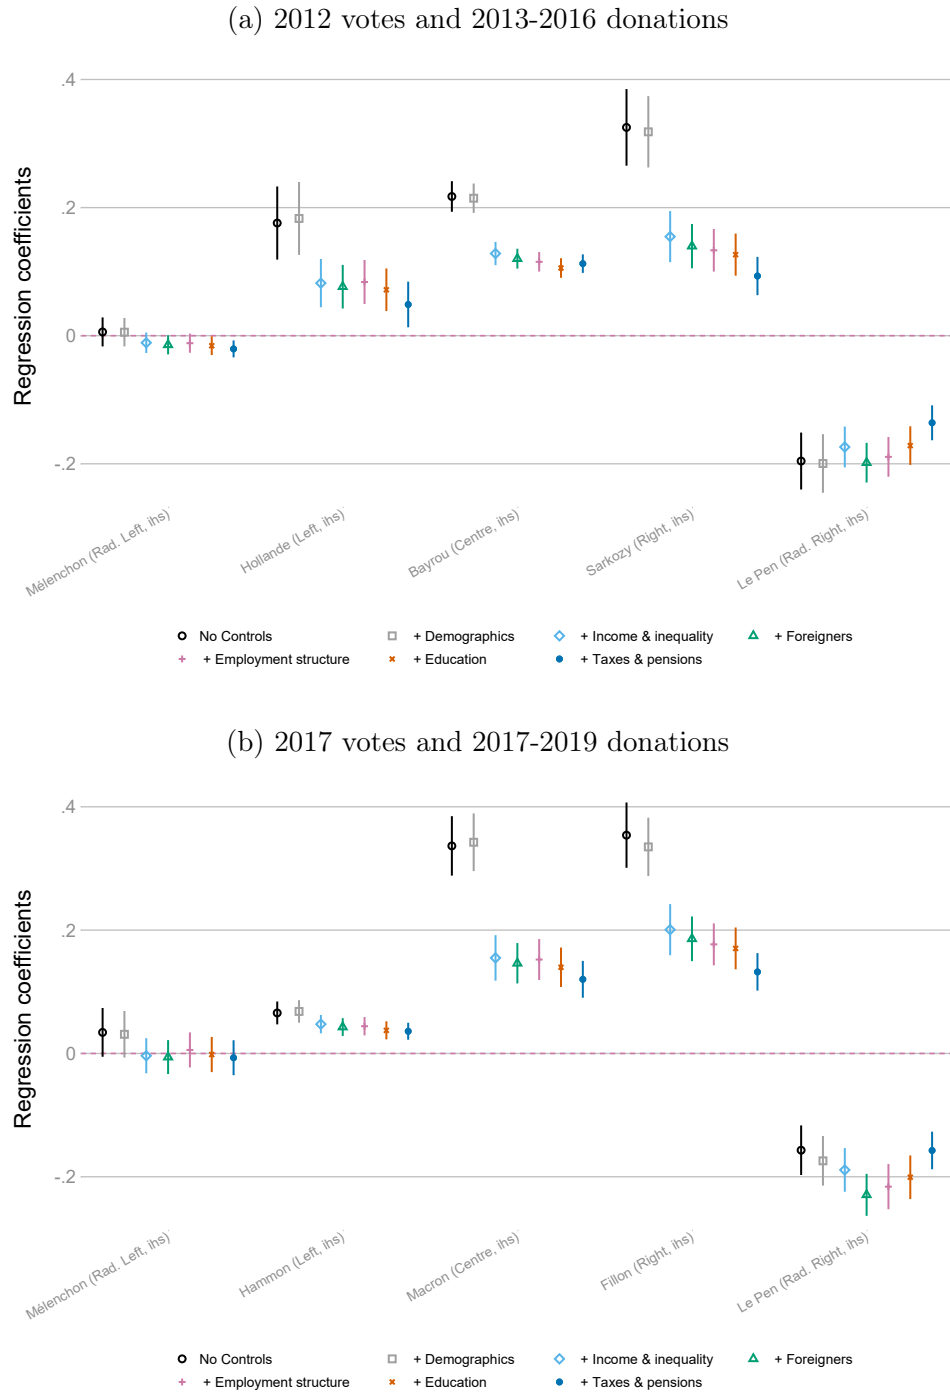 (a) 2012 votes and 2013-2016 donations
.4
.2
0
-.2
Regression coefficients
Mélenchon (Rad. Left, ihs)
Hollande (Left, ihs)
Bayrou (Centre, ihs)
Sarkozy (Right, ihs)
Le Pen (Rad. Right, ihs)
No Controls
+ Demographics
+ Income & inequality
+ Foreigners
+ Employment structure
+ Education
+ Taxes & pensions
(b) 2017 votes and 2017-2019 donations
.4
.2
0
-.2
Regression coefficients
Mélenchon (Rad. Left, ihs)
Hammon (Left, ihs)
Macron (Centre, ihs)
Fillon (Right, ihs)
Le Pen (Rad. Right, ihs)
No Controls
+ Demographics
+ Income & inequality
+ Foreigners
+ Employment structure
+ Education
+ Taxes & pensions